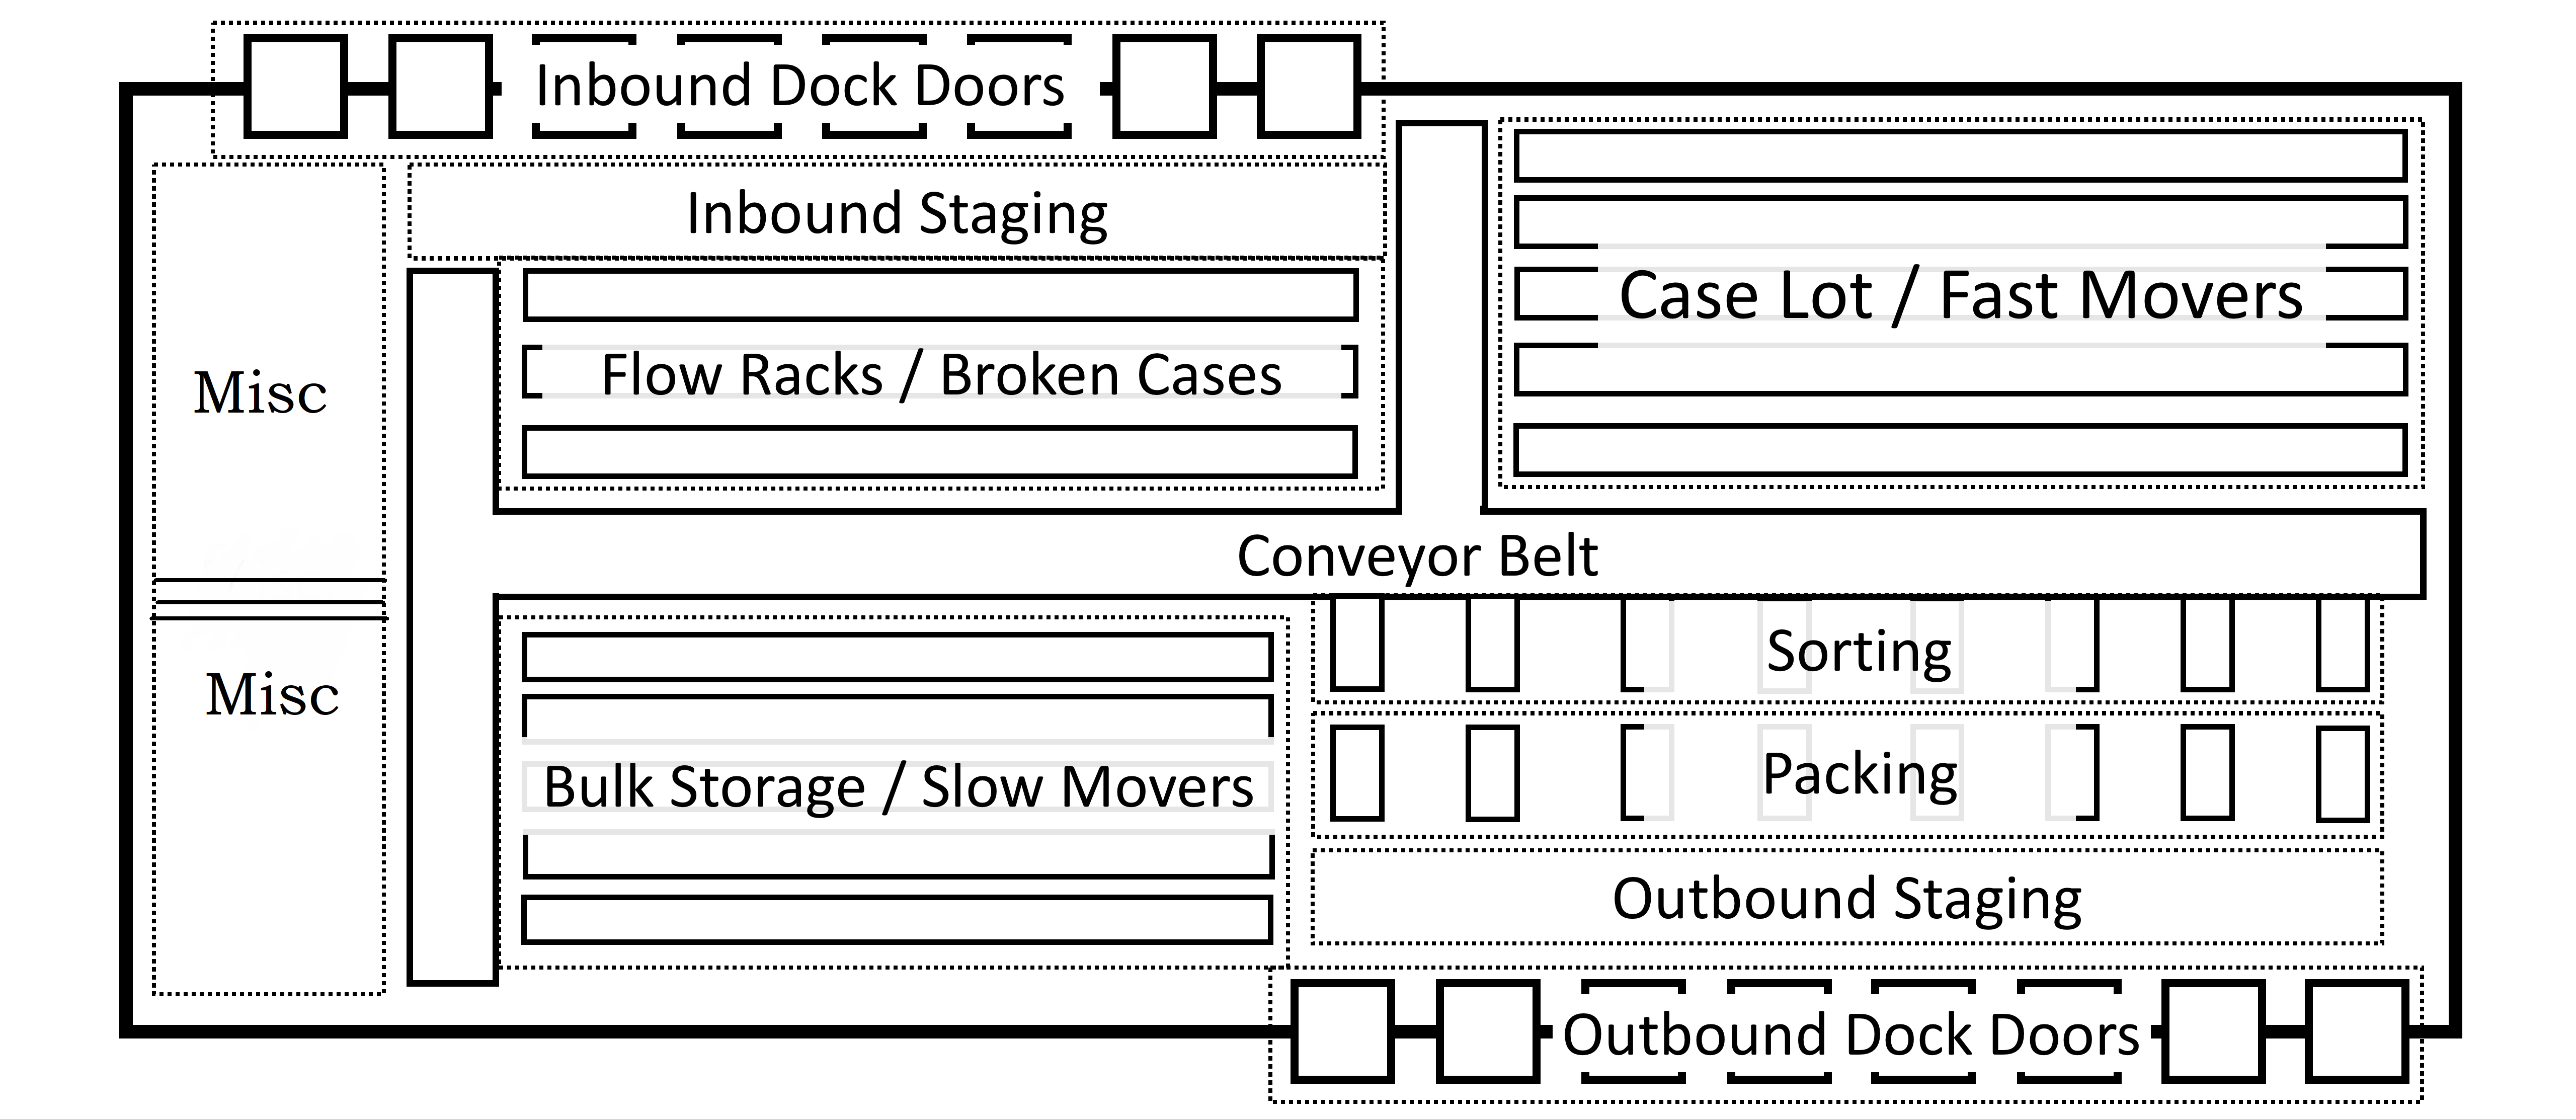 Inbound Dock Doors
Inbound Staging
Case Lot / Fast Movers
Flow Racks / Broken Cases
Misc
Conveyor Belt
Sorting
Misc
Packing
Bulk Storage / Slow Movers
Outbound Staging
Outbound Dock Doors